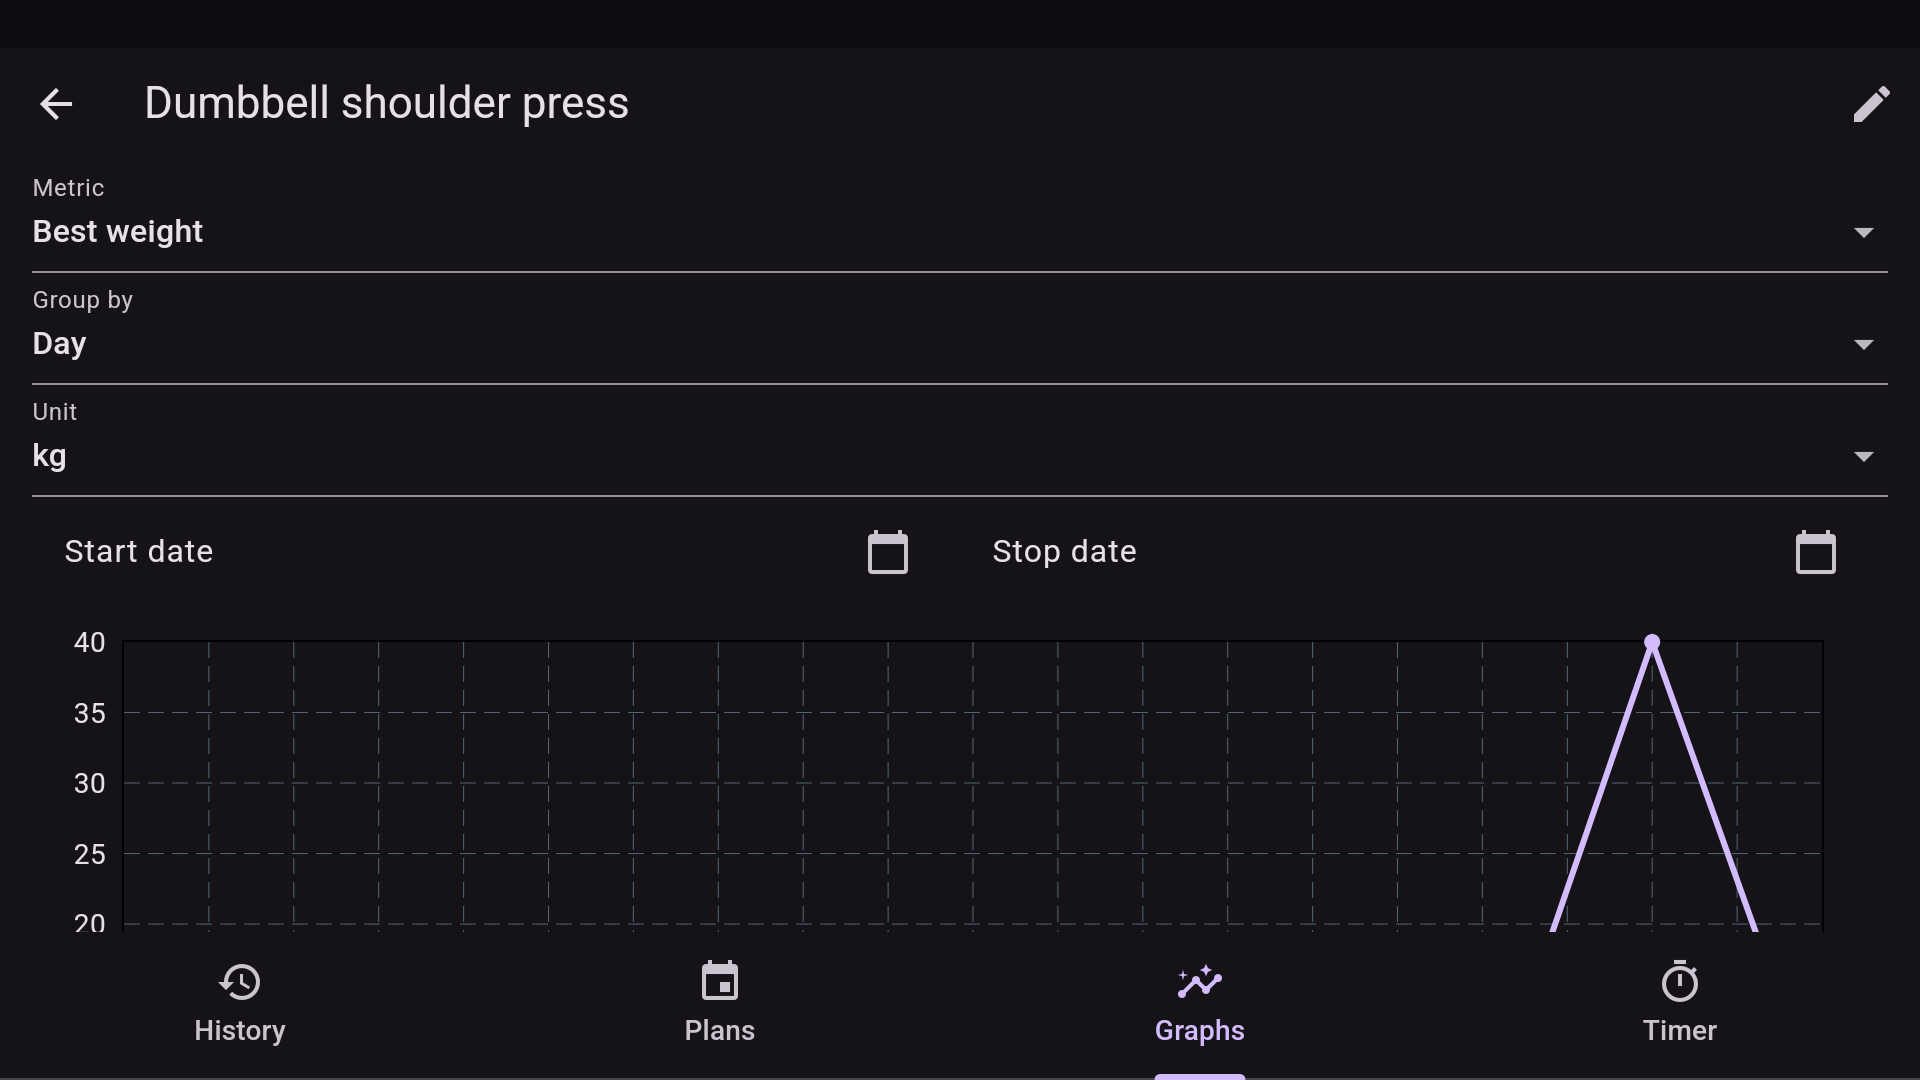 Dumbbell shoulder press
Metric
Best weight
Group by
Day
Unit
kg
Start date
Stop date
40
35
30
25
20
History
Plans
Graphs
Timer